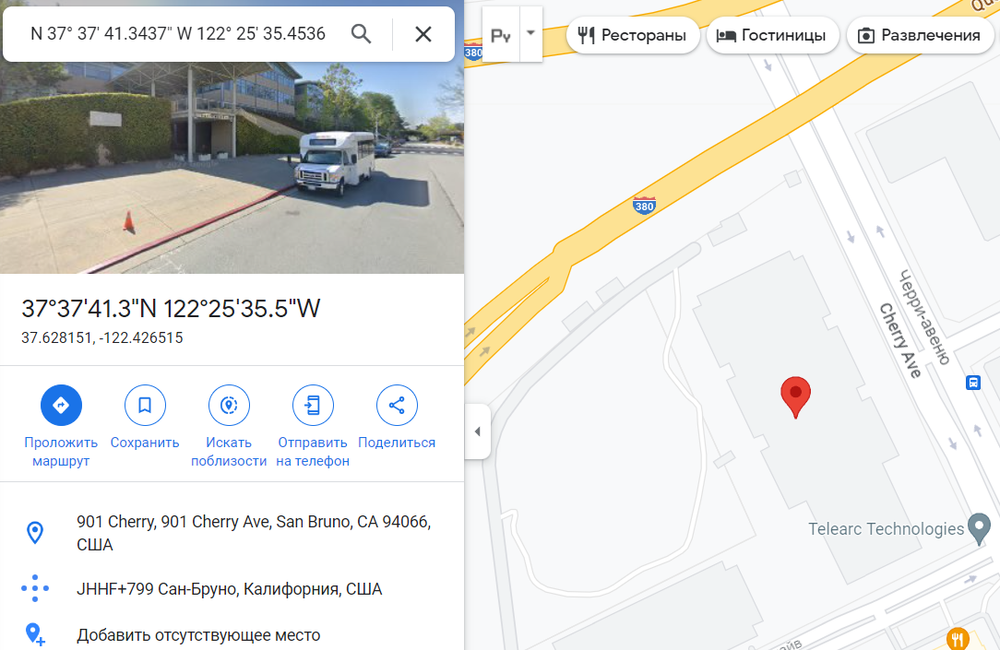 N 37° 37' 41.3437" W 122° 25' 35.4536
Ру
Рестораны
Гостиницы
Развлечения
380
380
37°37'41.3"N 122°25'35.5"W
37.628151, -122.426515
Проложить маршрут
Сохранить
Искать поблизости
Отправить на телефон
Поделиться
901 Cherry, 901 Cherry Ave, San Bruno, CA 94066,
США
JHHF+799 Сан-Бруно, Калифорния, США
Добавить отсутствующее место
Черри-авеню
Cherry Ave
Telearc Technologies